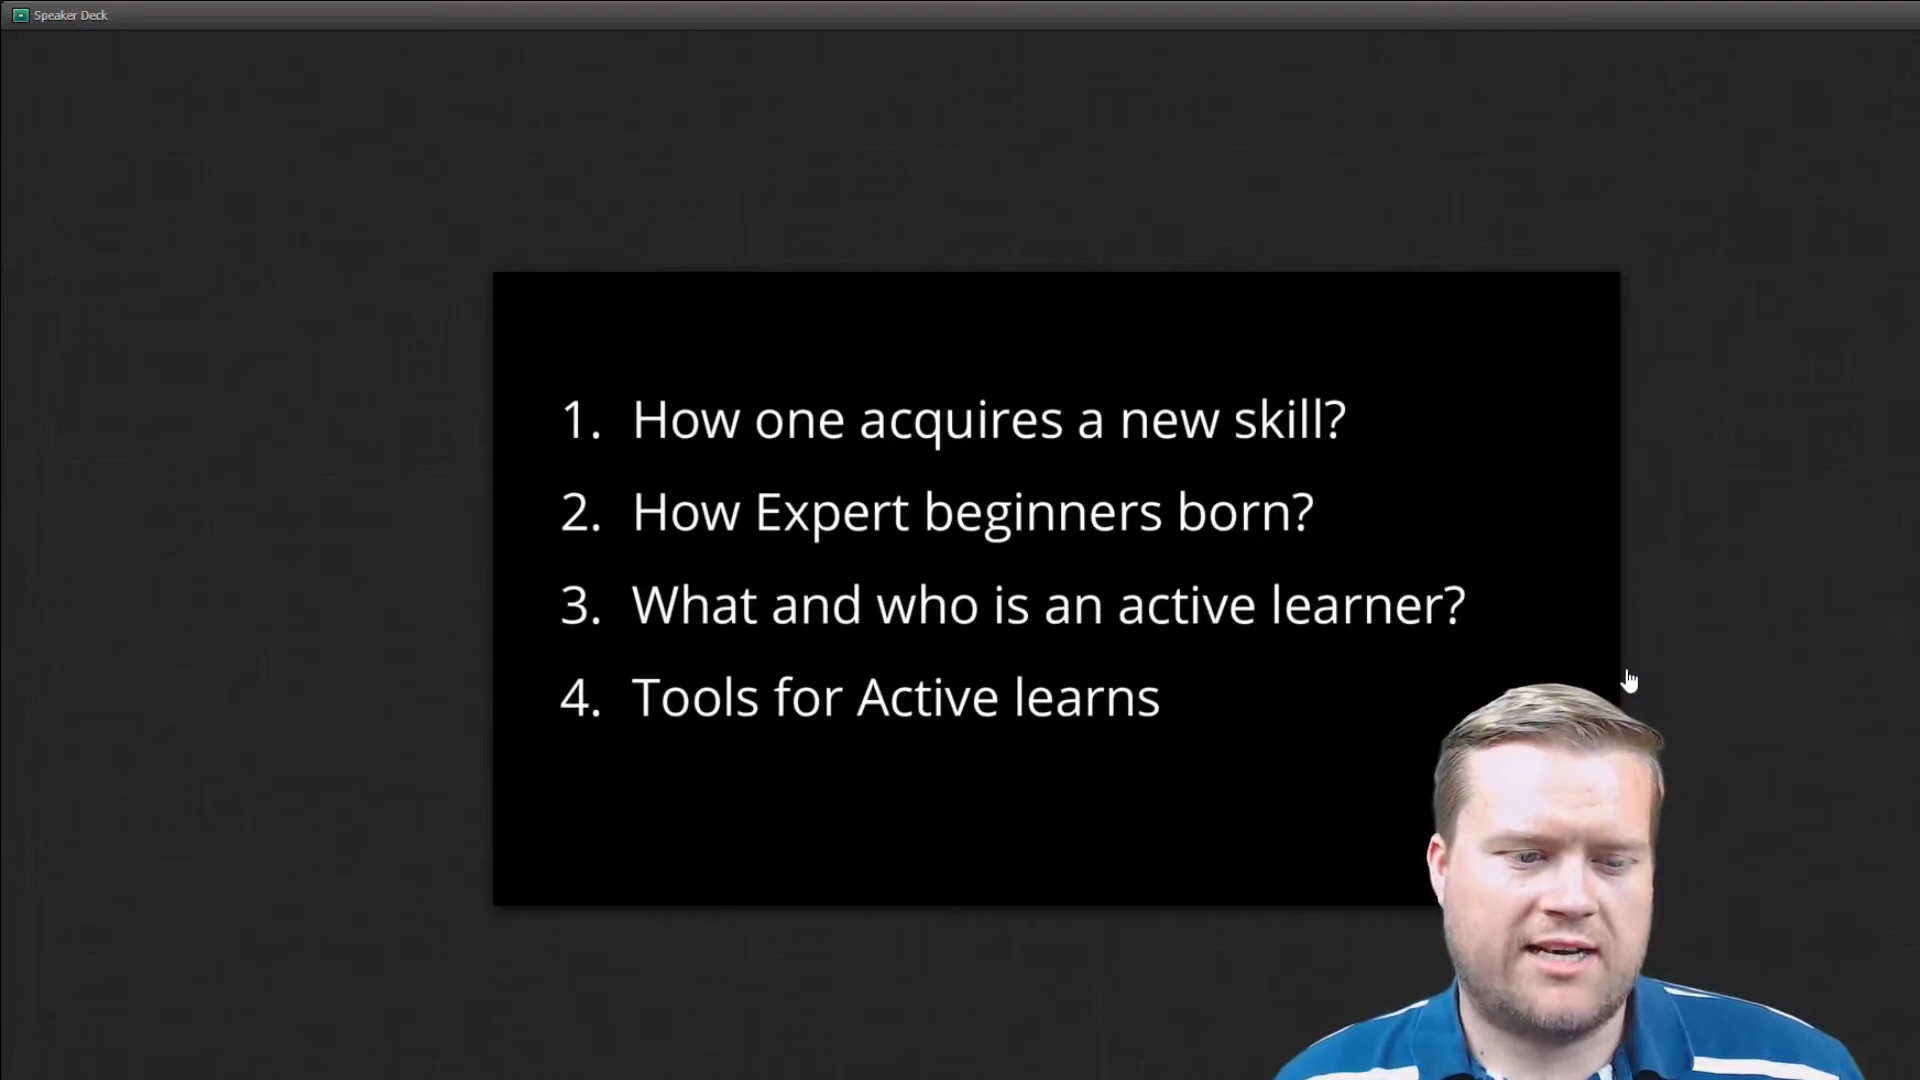 Speaker Deck
1. How one acquires a new skill?
2. How Expert beginners born?
3. What and who is an active learner?
4. Tools for Active learns